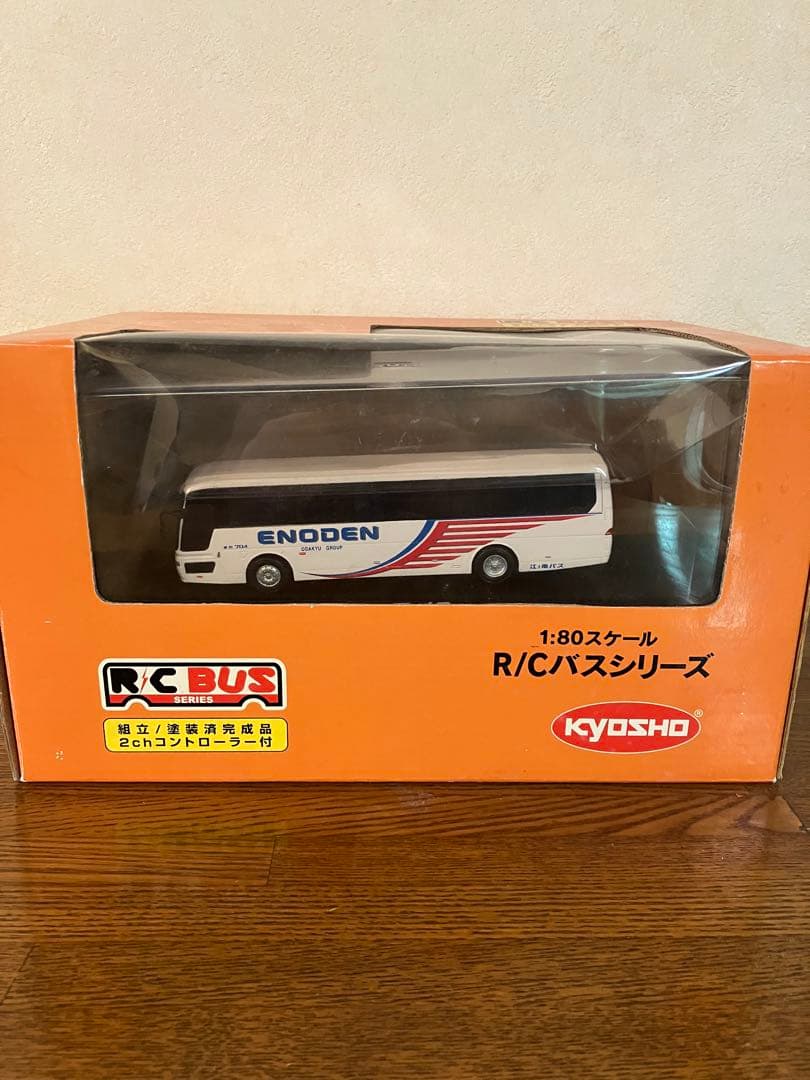 ENODEN
ODAKYU GROUP
江ノ電バス
1:80スケール
R/Cバスシリーズ
R/C BUS
SERIES
組立/塗装済完成品
2chコントローラー付
KYOSHO®